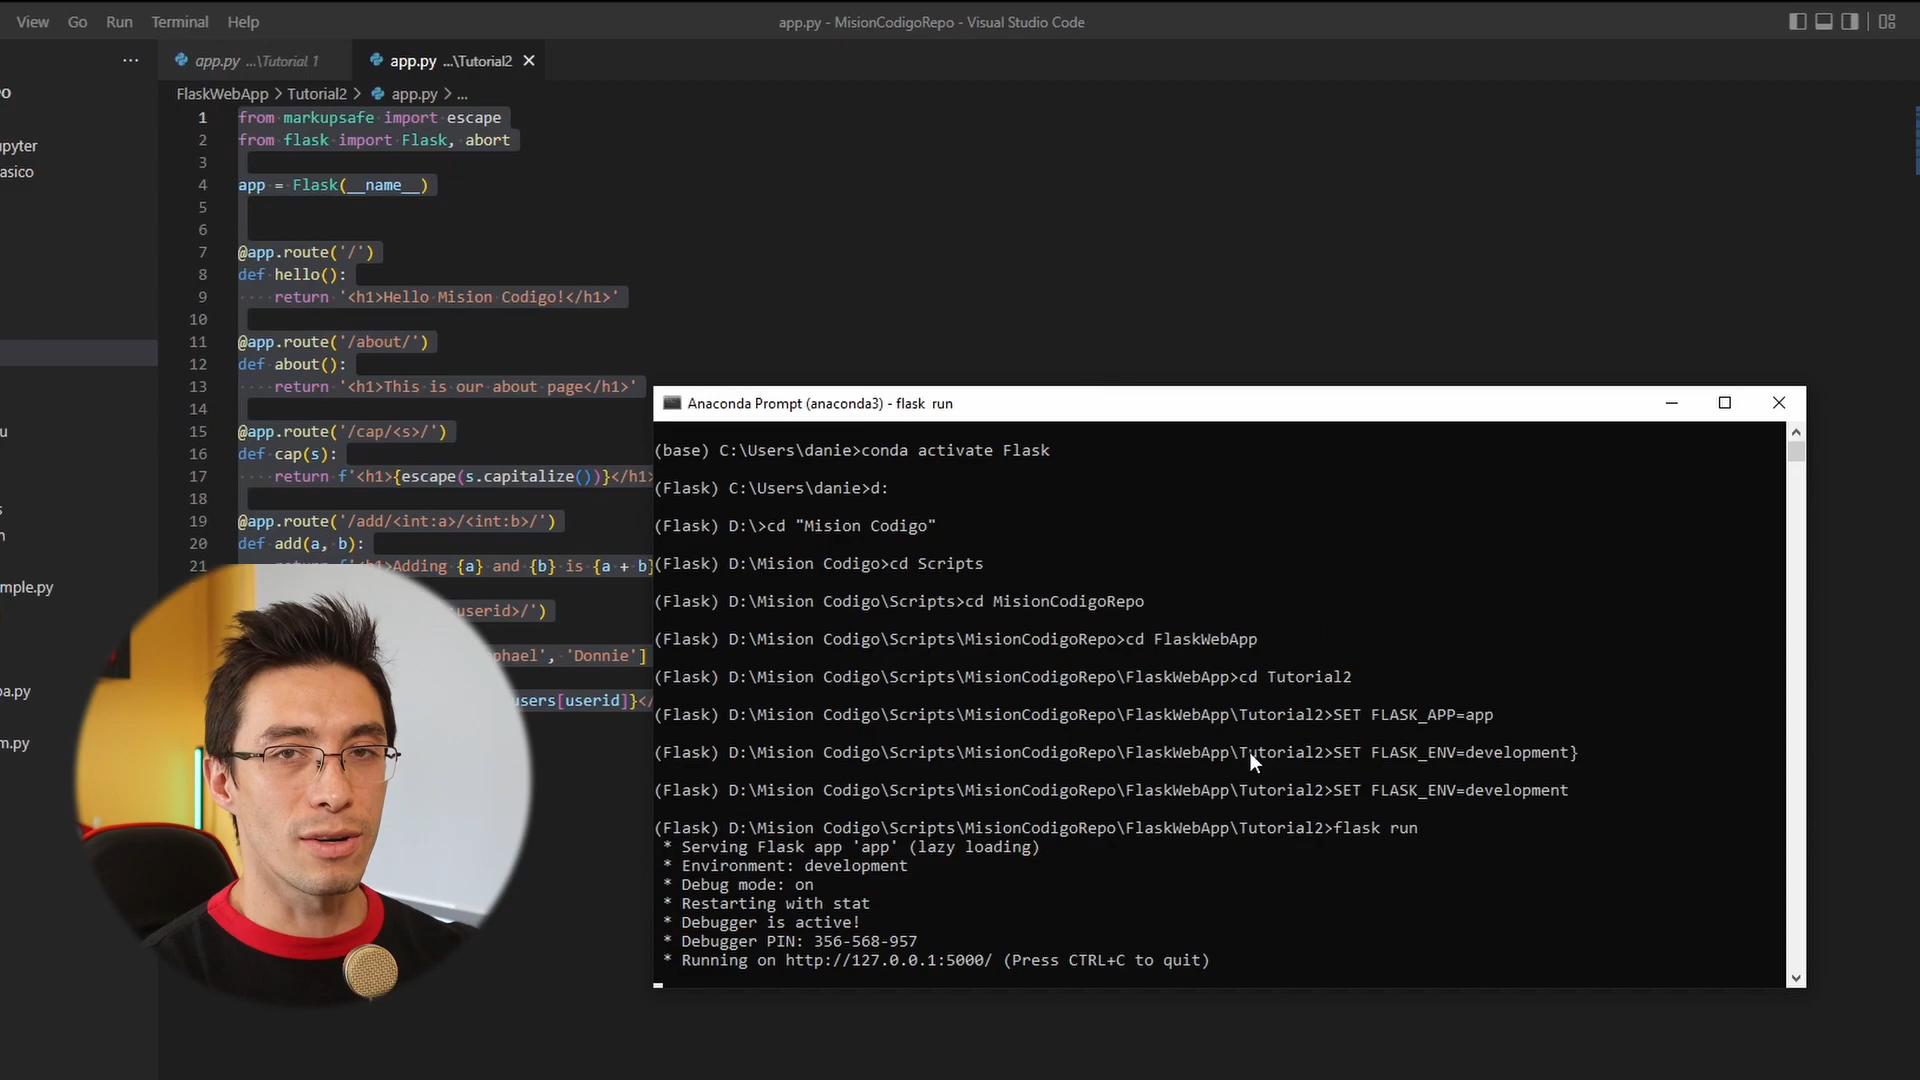 View Go Run Terminal Help
app.py - MisionCodigoRepo - Visual Studio Code
app.py ...\Tutorial 1
app.py ...\Tutorial2
FlaskWebApp > Tutorial2 > app.py > ...
1 from markupsafe import escape
2 from flask import Flask, abort
3
4 app = Flask(__name__)
5
6
7 @app.route('/')
8 def hello():
9 return '<h1>Hello Mision Codigo!</h1>'
10
11 @app.route('/about/')
12 def about():
13 return '<h1>This is our about page</h1>'
14
15 @app.route('/cap/<s>/')
16 def cap(s):
17 return f'<h1>{escape(s.capitalize())}</h1>
18
19 @app.route('/add/<int:a>/<int:b>/')
20 def add(a, b):
21 return f'<h1>Adding {a} and {b} is {a + b}
userid>/')
phael', 'Donnie']
users[userid]}</
o
upyter
asico
u
s
n
mple.py
oa.py
m.py
Anaconda Prompt (anaconda3) - flask run
(base) C:\Users\danie>conda activate Flask
(Flask) C:\Users\danie>d:
(Flask) D:\>cd "Mision Codigo"
(Flask) D:\Mision Codigo>cd Scripts
(Flask) D:\Mision Codigo\Scripts>cd MisionCodigoRepo
(Flask) D:\Mision Codigo\Scripts\MisionCodigoRepo>cd FlaskWebApp
(Flask) D:\Mision Codigo\Scripts\MisionCodigoRepo\FlaskWebApp>cd Tutorial2
(Flask) D:\Mision Codigo\Scripts\MisionCodigoRepo\FlaskWebApp\Tutorial2>SET FLASK_APP=app
(Flask) D:\Mision Codigo\Scripts\MisionCodigoRepo\FlaskWebApp\Tutorial2>SET FLASK_ENV=development}
(Flask) D:\Mision Codigo\Scripts\MisionCodigoRepo\FlaskWebApp\Tutorial2>SET FLASK_ENV=development
(Flask) D:\Mision Codigo\Scripts\MisionCodigoRepo\FlaskWebApp\Tutorial2>flask run
* Serving Flask app 'app' (lazy loading)
* Environment: development
* Debug mode: on
* Restarting with stat
* Debugger is active!
* Debugger PIN: 356-568-957
* Running on http://127.0.0.1:5000/ (Press CTRL+C to quit)